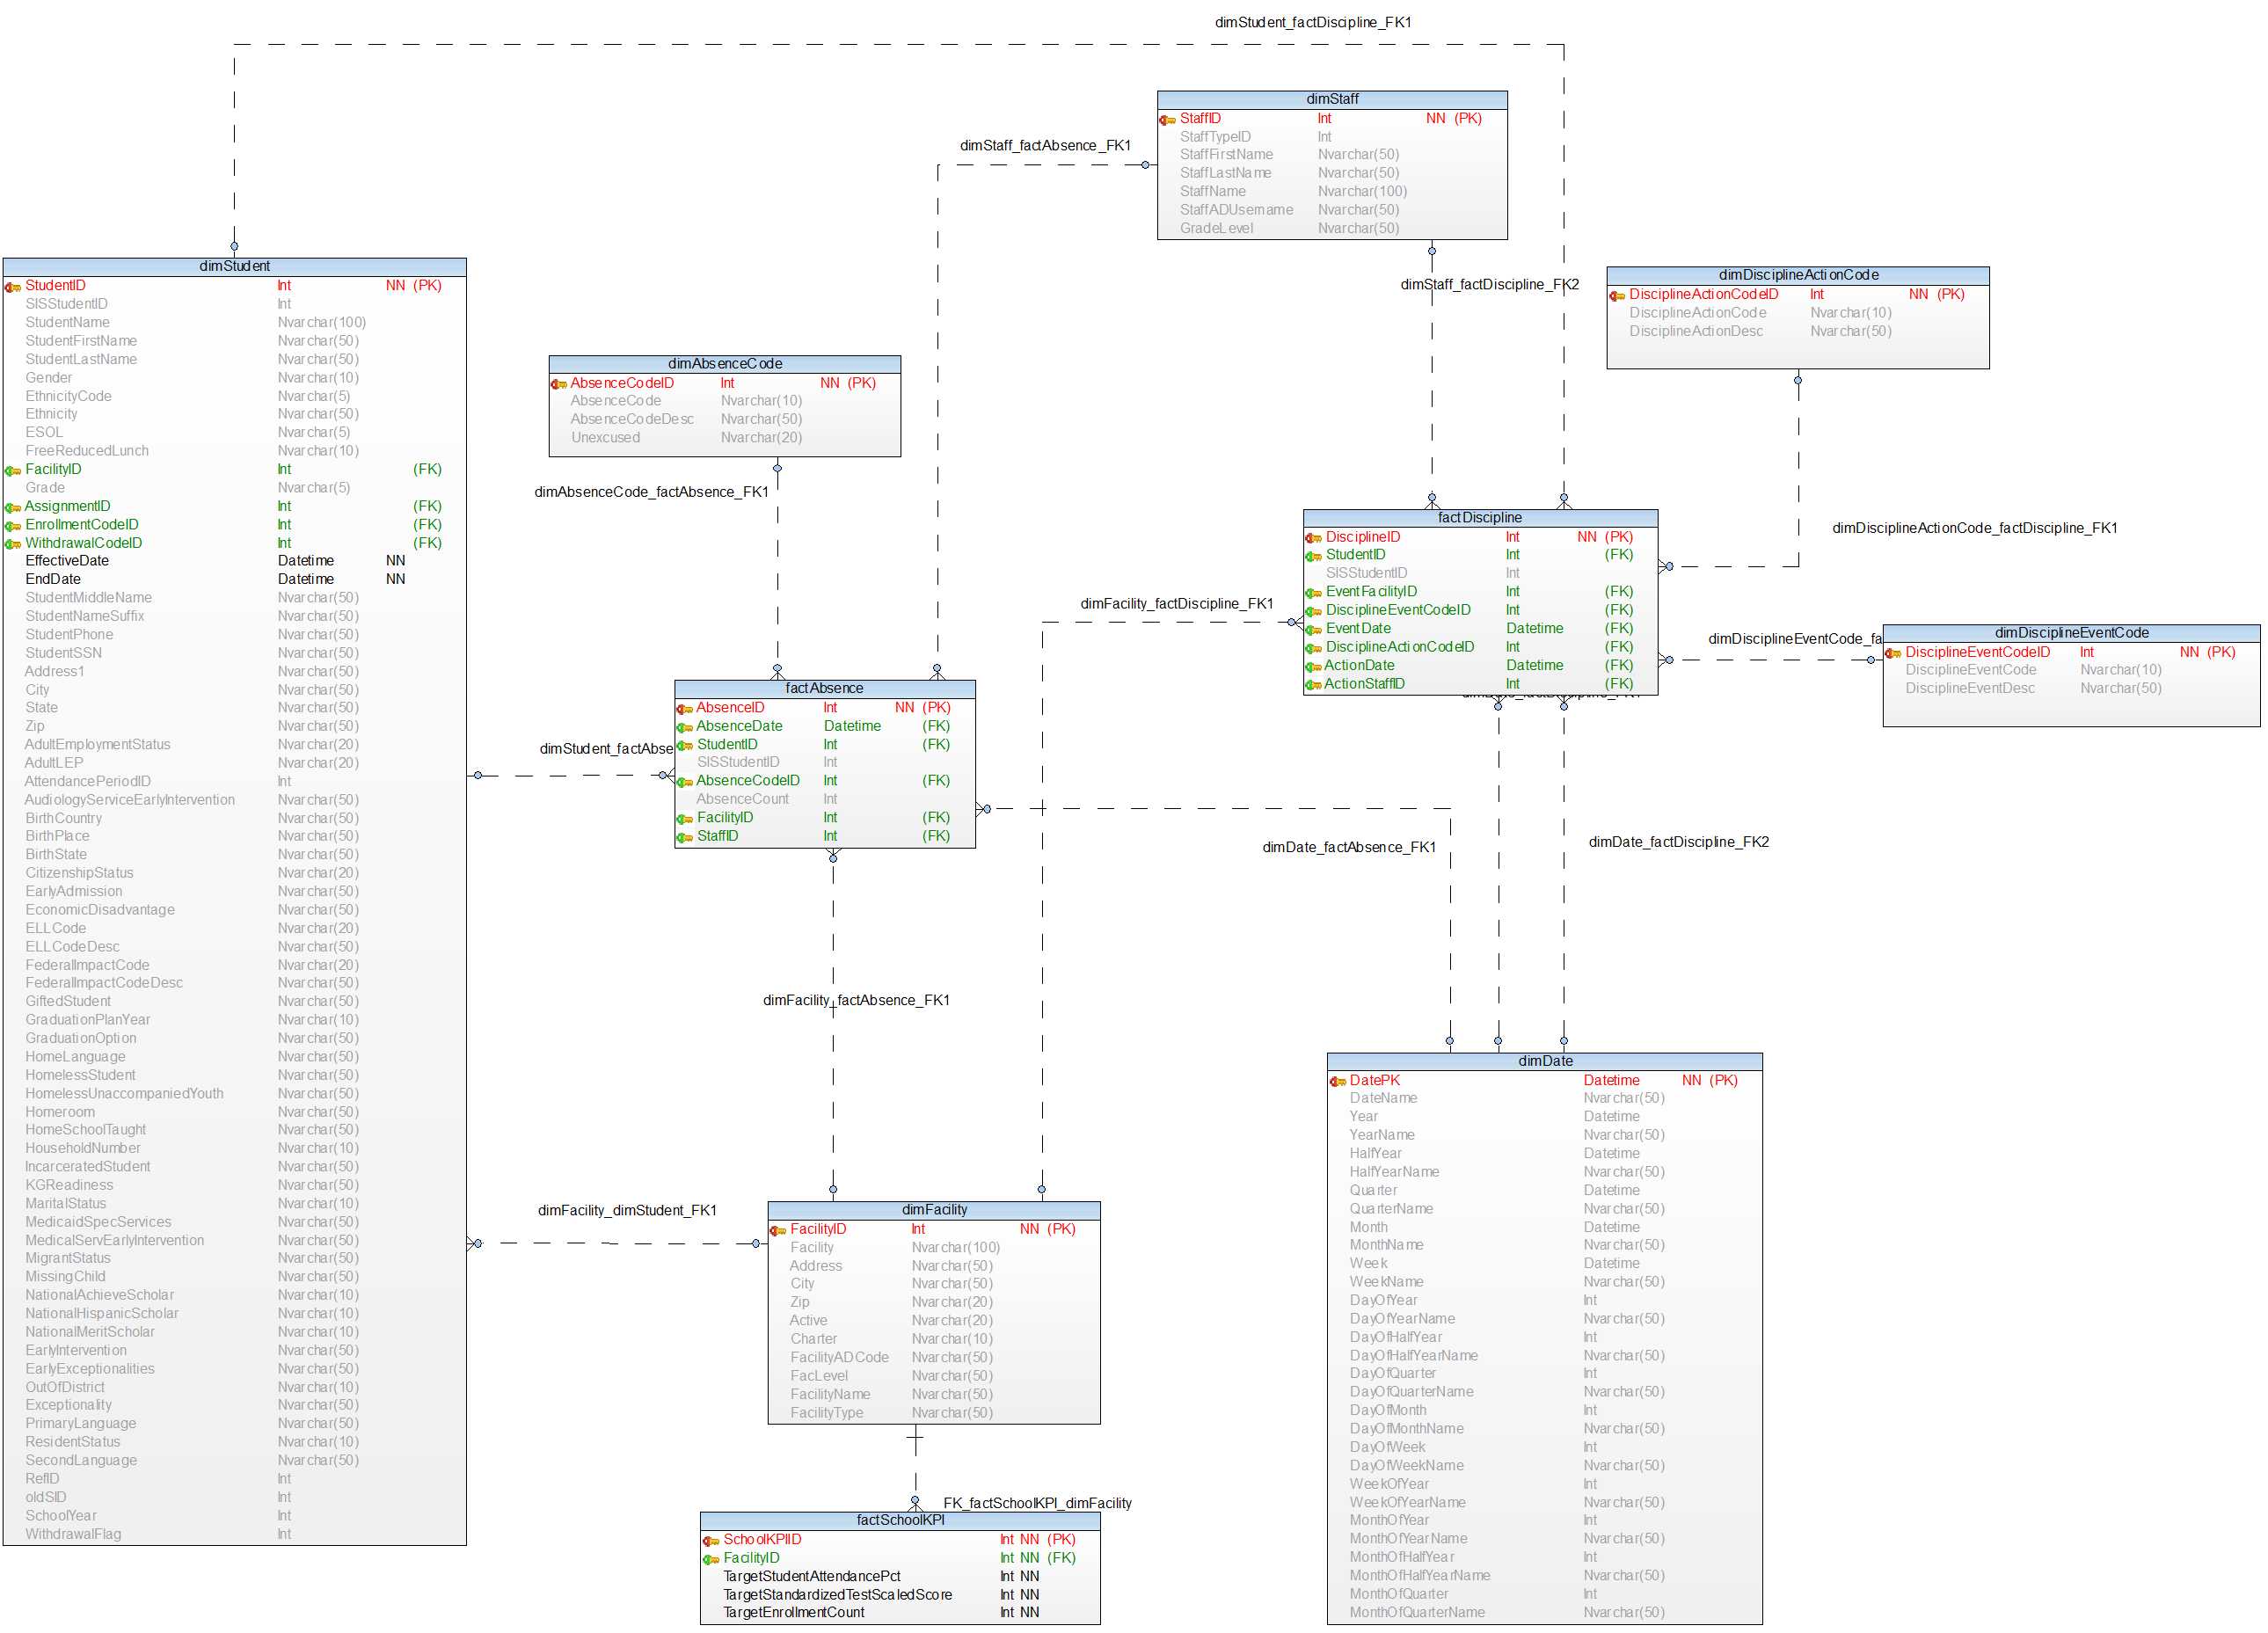 dimStudent_factDiscipline_FK1
dimStaff
StaffID Int NN (PK)
StaffTypeID Int
StaffFirstName Nvarchar(50)
StaffLastName Nvarchar(50)
StaffName Nvarchar(100)
StaffADUsername Nvarchar(50)
GradeLevel Nvarchar(50)
dimStaff_factAbsence_FK1
dimStaff_factDiscipline_FK2
dimStudent
StudentID Int NN (PK)
SISStudentID Int
StudentName Nvarchar(100)
StudentFirstName Nvarchar(50)
StudentLastName Nvarchar(50)
Gender Nvarchar(10)
EthnicityCode Nvarchar(5)
Ethnicity Nvarchar(50)
ESOL Nvarchar(5)
FreeReducedLunch Nvarchar(10)
FacilityID Int (FK)
Grade Nvarchar(5)
AssignmentID Int (FK)
EnrollmentCodeID Int (FK)
WithdrawalCodeID Int (FK)
EffectiveDate Datetime NN
EndDate Datetime NN
StudentMiddleName Nvarchar(50)
StudentNameSuffix Nvarchar(50)
StudentPhone Nvarchar(50)
StudentSSN Nvarchar(50)
Address1 Nvarchar(50)
City Nvarchar(50)
State Nvarchar(50)
Zip Nvarchar(50)
AdultEmploymentStatus Nvarchar(20)
AdultLEP Nvarchar(20)
AttendancePeriodID Int
AudiologyServiceEarlyIntervention Nvarchar(50)
BirthCountry Nvarchar(50)
BirthPlace Nvarchar(50)
BirthState Nvarchar(50)
CitizenshipStatus Nvarchar(20)
EarlyAdmission Nvarchar(50)
EconomicDisadvantage Nvarchar(50)
ELLCode Nvarchar(20)
ELLCodeDesc Nvarchar(50)
FederalImpactCode Nvarchar(20)
FederalImpactCodeDesc Nvarchar(50)
GiftedStudent Nvarchar(50)
GraduationPlanYear Nvarchar(10)
GraduationOption Nvarchar(50)
HomeLanguage Nvarchar(50)
HomelessStudent Nvarchar(50)
HomelessUnaccompaniedYouth Nvarchar(50)
Homeroom Nvarchar(50)
HomeSchoolTaught Nvarchar(50)
HouseholdNumber Nvarchar(10)
IncarceratedStudent Nvarchar(50)
KGReadiness Nvarchar(50)
MaritalStatus Nvarchar(10)
MedicaidSpecServices Nvarchar(50)
MedicalServEarlyIntervention Nvarchar(50)
MigrantStatus Nvarchar(50)
MissingChild Nvarchar(50)
NationalAchieveScholar Nvarchar(10)
NationalHispanicScholar Nvarchar(10)
NationalMeritScholar Nvarchar(10)
EarlyIntervention Nvarchar(50)
EarlyExceptionalities Nvarchar(50)
OutOfDistrict Nvarchar(10)
Exceptionality Nvarchar(50)
PrimaryLanguage Nvarchar(50)
ResidentStatus Nvarchar(10)
SecondLanguage Nvarchar(50)
RefID Int
oldSID Int
SchoolYear Int
WithdrawalFlag Int
dimDisciplineActionCode
DisciplineActionCodeID Int NN (PK)
DisciplineActionCode Nvarchar(10)
DisciplineActionDesc Nvarchar(50)
dimAbsenceCode
AbsenceCodeID Int NN (PK)
AbsenceCode Nvarchar(10)
AbsenceCodeDesc Nvarchar(50)
Unexcused Nvarchar(20)
dimAbsenceCode_factAbsence_FK1
factDiscipline
DisciplineID Int NN (PK)
StudentID Int (FK)
SISStudentID Int
EventFacilityID Int (FK)
DisciplineEventCodeID Int (FK)
EventDate Datetime (FK)
DisciplineActionCodeID Int (FK)
ActionDate Datetime (FK)
ActionStaffID Int (FK)
dimDisciplineActionCode_factDiscipline_FK1
dimFacility_factDiscipline_FK1
dimDisciplineEventCode_fa
dimDisciplineEventCode
DisciplineEventCodeID Int NN (PK)
DisciplineEventCode Nvarchar(10)
DisciplineEventDesc Nvarchar(50)
factAbsence
AbsenceID Int NN (PK)
AbsenceDate Datetime (FK)
StudentID Int (FK)
SISStudentID Int
AbsenceCodeID Int (FK)
AbsenceCount Int
FacilityID Int (FK)
StaffID Int (FK)
dimStudent_factAbse
dimDate_factAbsence_FK1
dimDate_factDiscipline_FK2
dimFacility_factAbsence_FK1
dimFacility_dimStudent_FK1
dimFacility
FacilityID Int NN (PK)
Facility Nvarchar(100)
Address Nvarchar(50)
City Nvarchar(50)
Zip Nvarchar(20)
Active Nvarchar(20)
Charter Nvarchar(10)
FacilityADCode Nvarchar(50)
FacLevel Nvarchar(50)
FacilityName Nvarchar(50)
FacilityType Nvarchar(50)
dimDate
DatePK Datetime NN (PK)
DateName Nvarchar(50)
Year Datetime
YearName Nvarchar(50)
HalfYear Datetime
HalfYearName Nvarchar(50)
Quarter Datetime
QuarterName Nvarchar(50)
Month Datetime
MonthName Nvarchar(50)
Week Datetime
WeekName Nvarchar(50)
DayOfYear Int
DayOfYearName Nvarchar(50)
DayOfHalfYear Int
DayOfHalfYearName Nvarchar(50)
DayOfQuarter Int
DayOfQuarterName Nvarchar(50)
DayOfMonth Int
DayOfMonthName Nvarchar(50)
DayOfWeek Int
DayOfWeekName Nvarchar(50)
WeekOfYear Int
WeekOfYearName Nvarchar(50)
MonthOfYear Int
MonthOfYearName Nvarchar(50)
MonthOfHalfYear Int
MonthOfHalfYearName Nvarchar(50)
MonthOfQuarter Int
MonthOfQuarterName Nvarchar(50)
FK_factSchoolKPI_dimFacility
factSchoolKPI
SchoolKPIID Int NN (PK)
FacilityID Int NN (FK)
TargetStudentAttendancePct Int NN
TargetStandardizedTestScaledScore Int NN
TargetEnrollmentCount Int NN